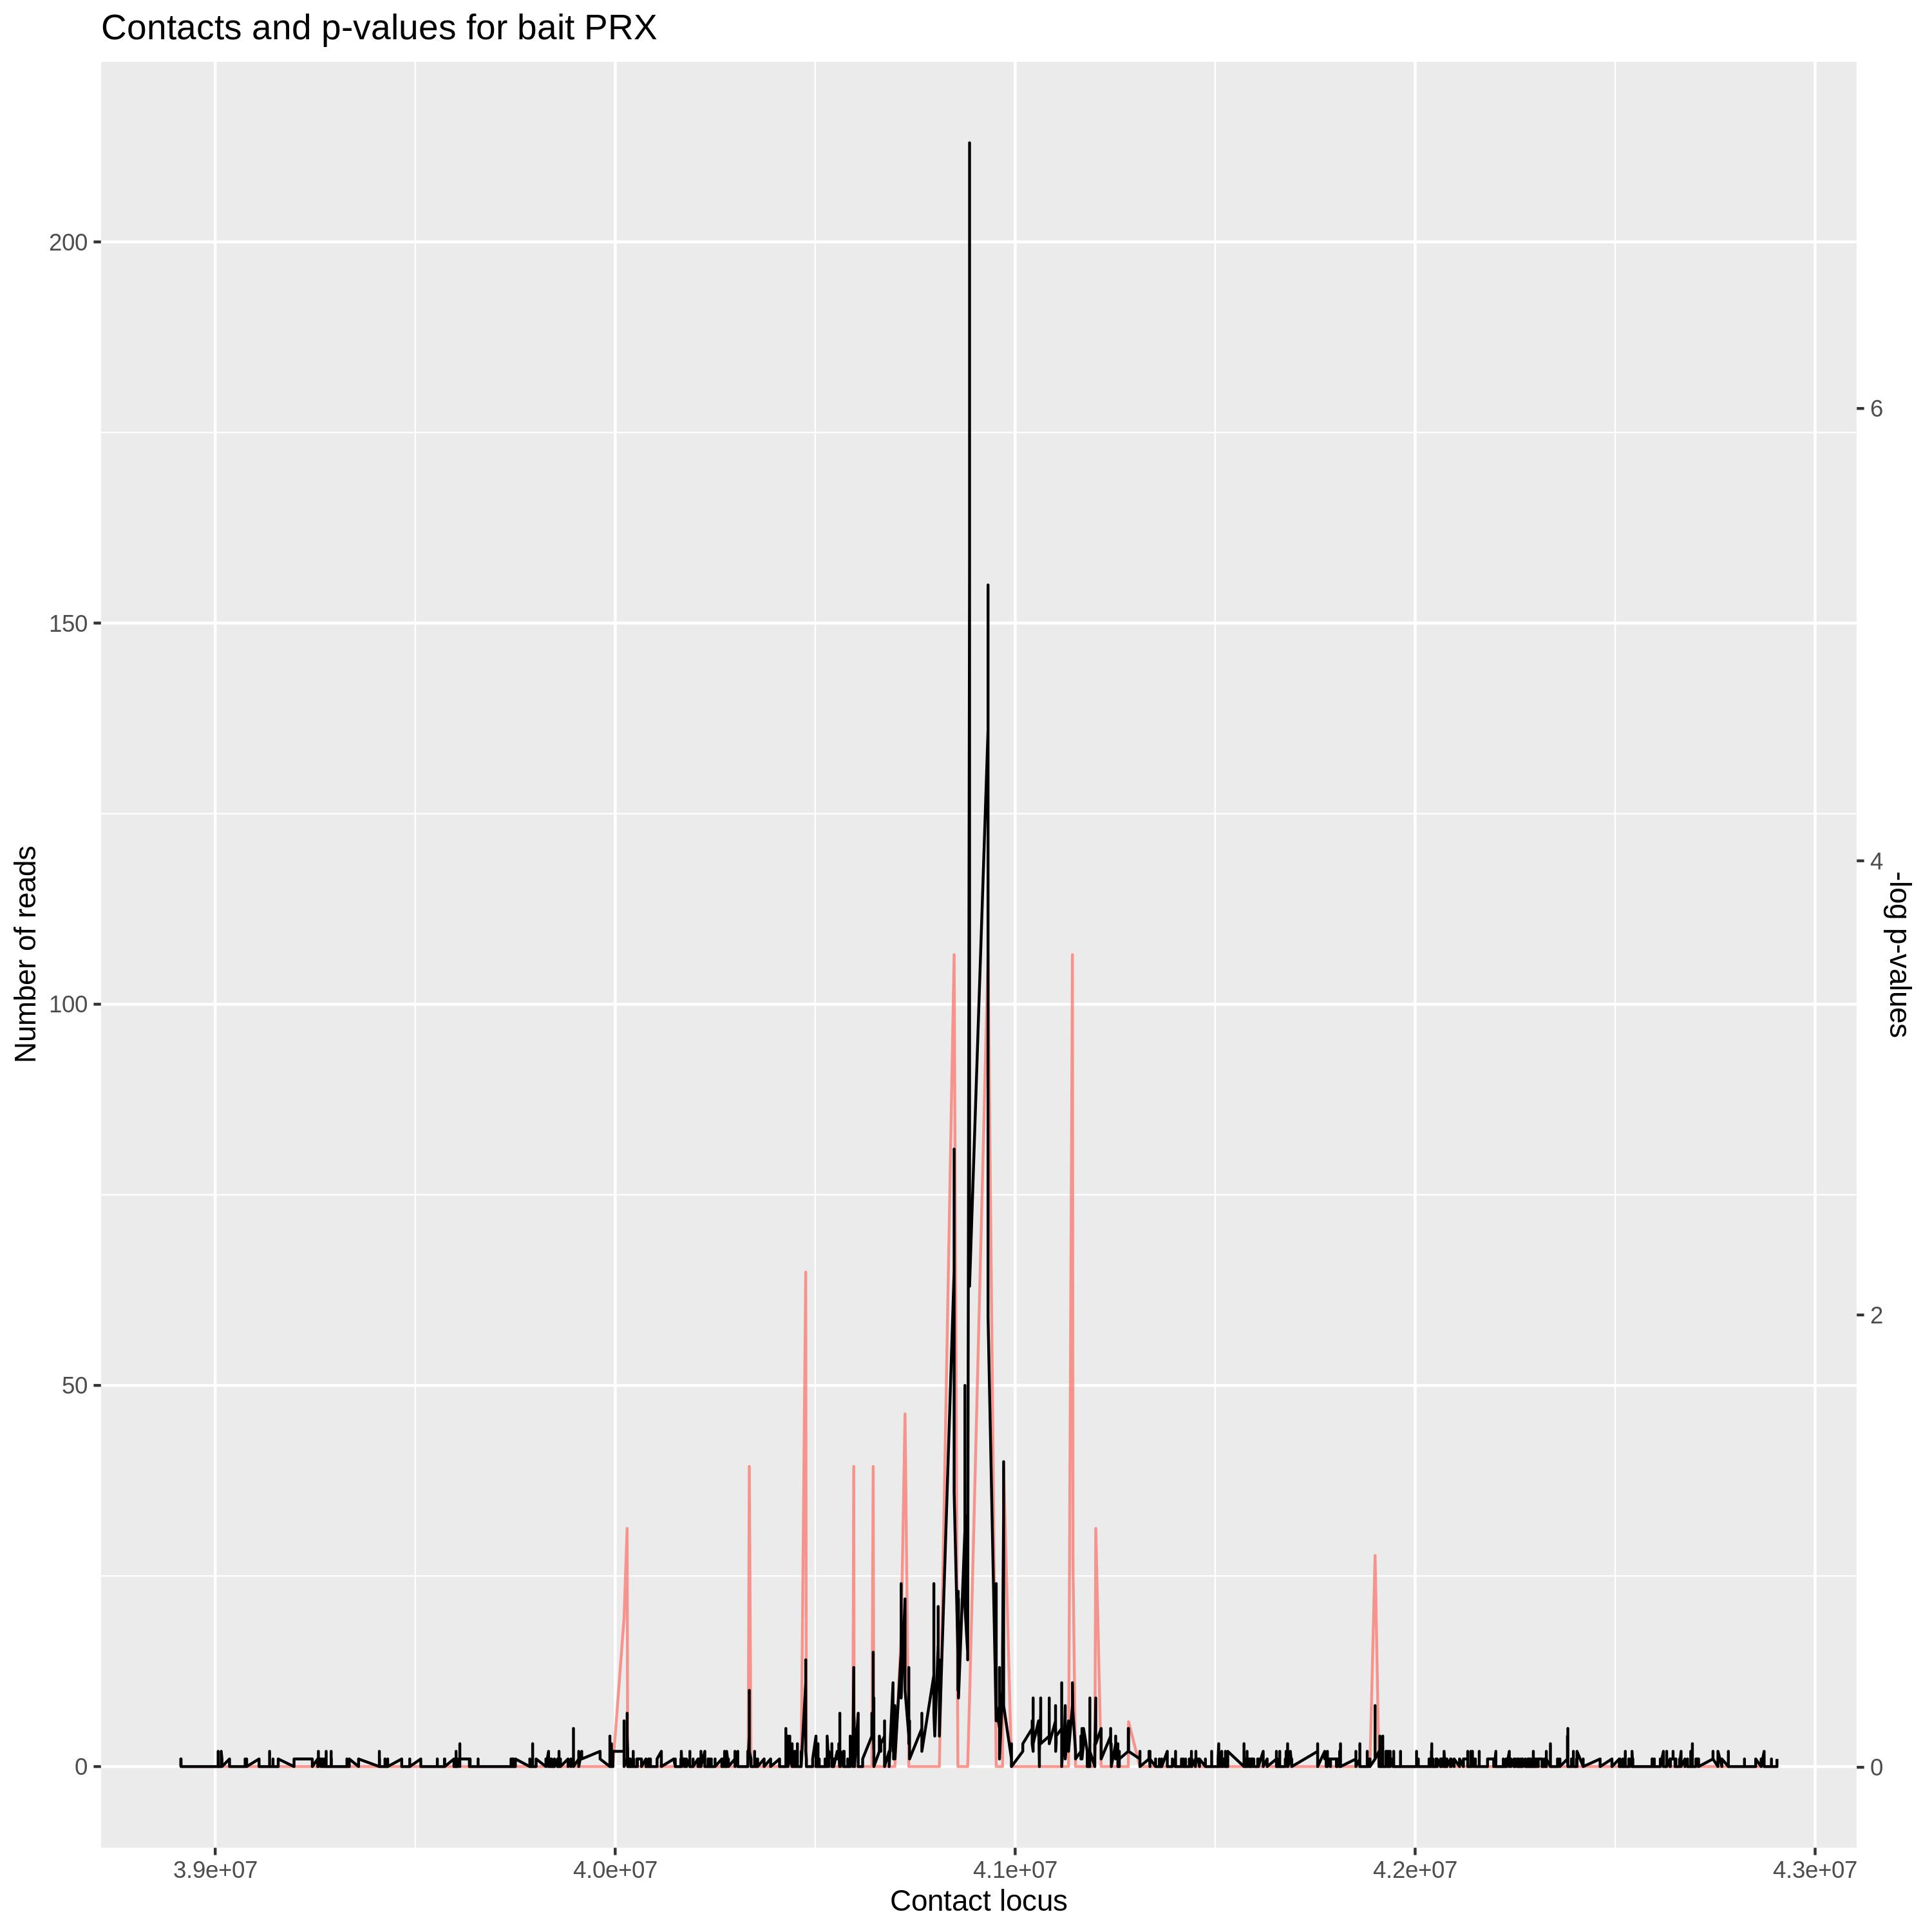 Contacts and p-values for bait PRX
200
150
100
50
0
Number of reads
6
4
2
0
-log p-values
3.9e+07
4.0e+07
4.1e+07
4.2e+07
4.3e+07
Contact locus